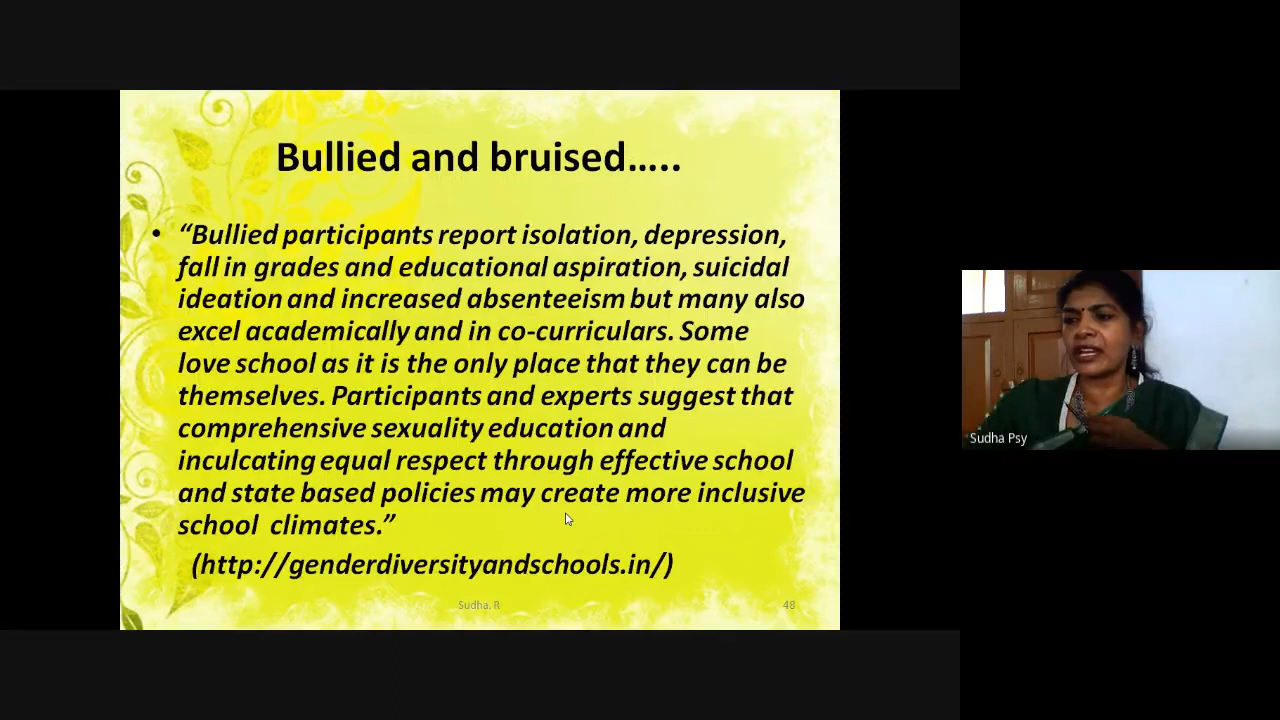 Bullied and bruised…..
• “Bullied participants report isolation, depression,
fall in grades and educational aspiration, suicidal
ideation and increased absenteeism but many also
excel academically and in co-curriculars. Some
love school as it is the only place that they can be
themselves. Participants and experts suggest that
comprehensive sexuality education and
inculcating equal respect through effective school
and state based policies may create more inclusive
school climates.”
(http://genderdiversityandschools.in/)
Sudha. R
48
Sudha Psy